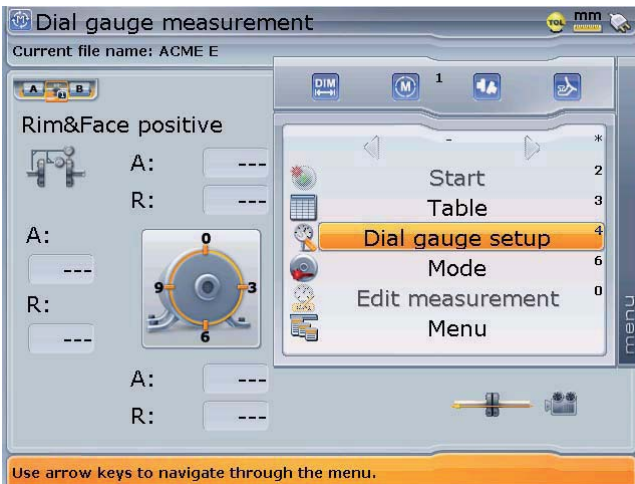 Dial gauge measurement
TOL mm
Current file name: ACME E
A B
DIM M 1
Rim&Face positive
A: ---
R: ---
A:
---
R:
---
0
9 3
6
A: ---
R: ---
- *
Start 2
Table 3
Dial gauge setup 4
Mode 6
Edit measurement 0
Menu
menu
Use arrow keys to navigate through the menu.